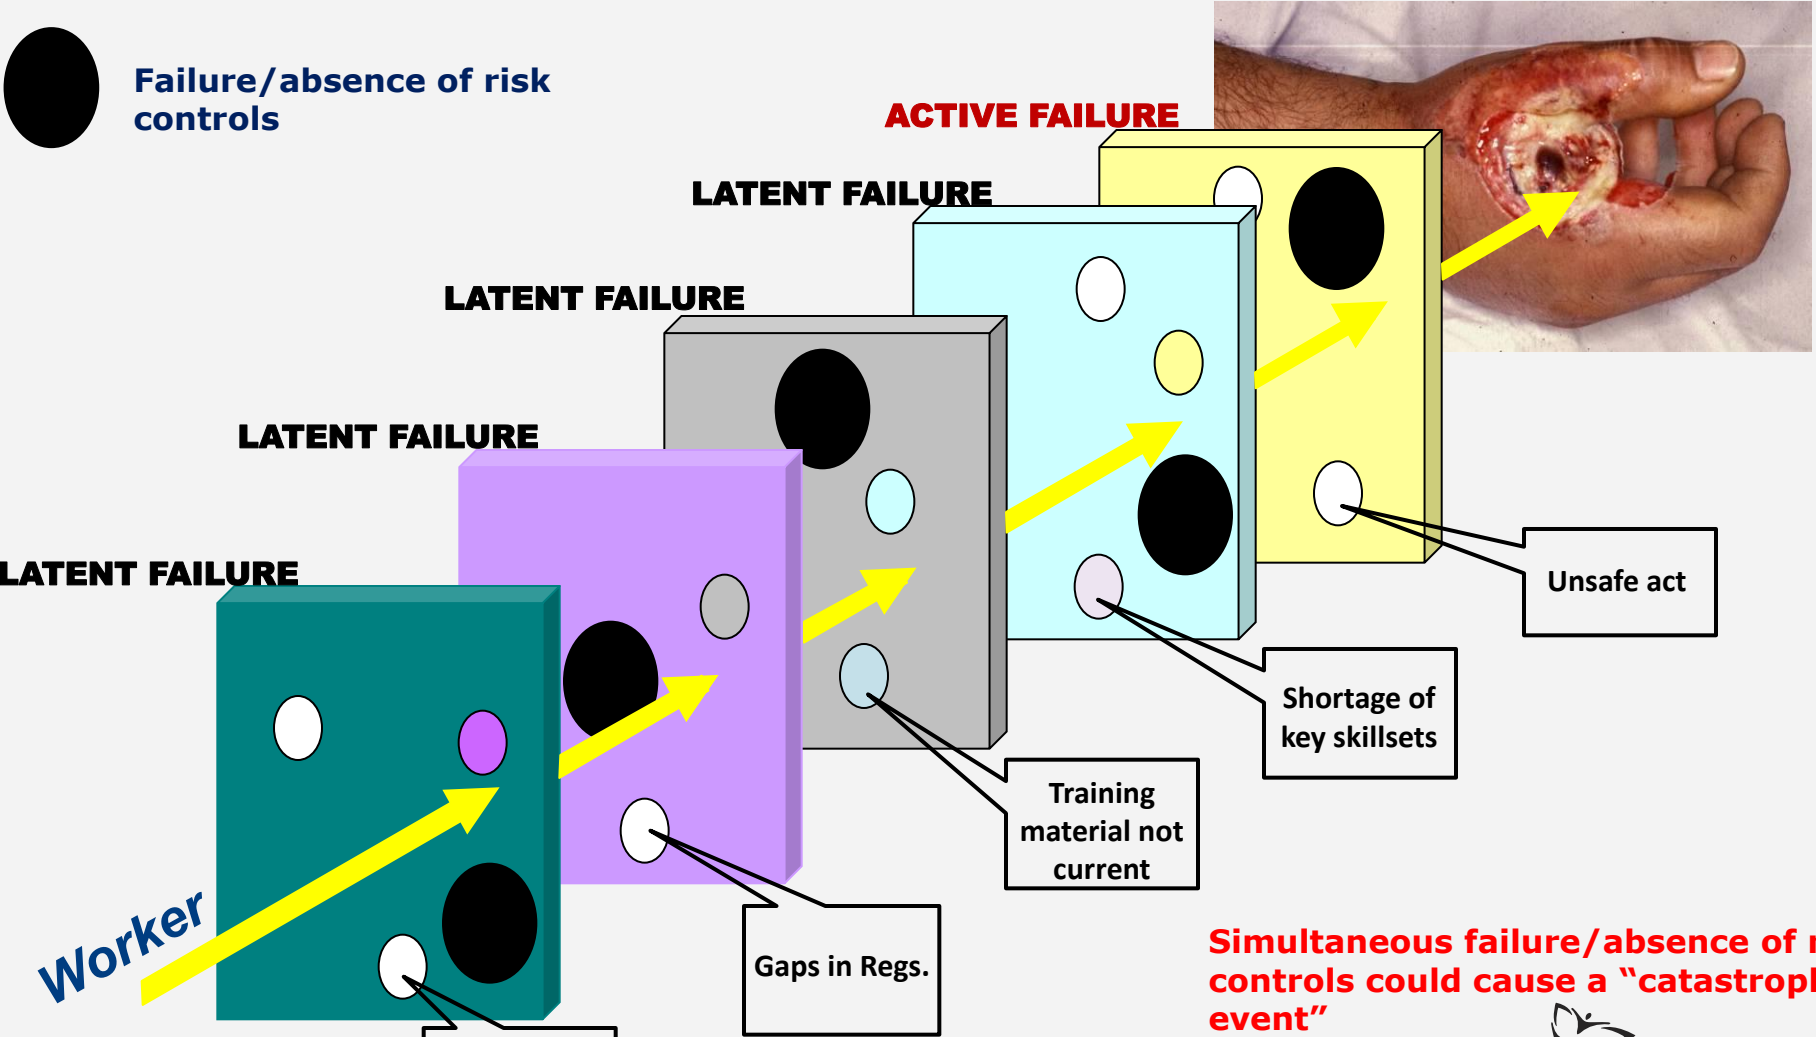 Failure/absence of risk
controls
ACTIVE FAILURE
LATENT FAILURE
LATENT FAILURE
LATENT FAILURE
LATENT FAILURE
Unsafe act
Shortage of
key skillsets
Training
material not
current
Gaps in Regs.
Worker
Simultaneous failure/absence of
controls could cause a “catastroph
event”